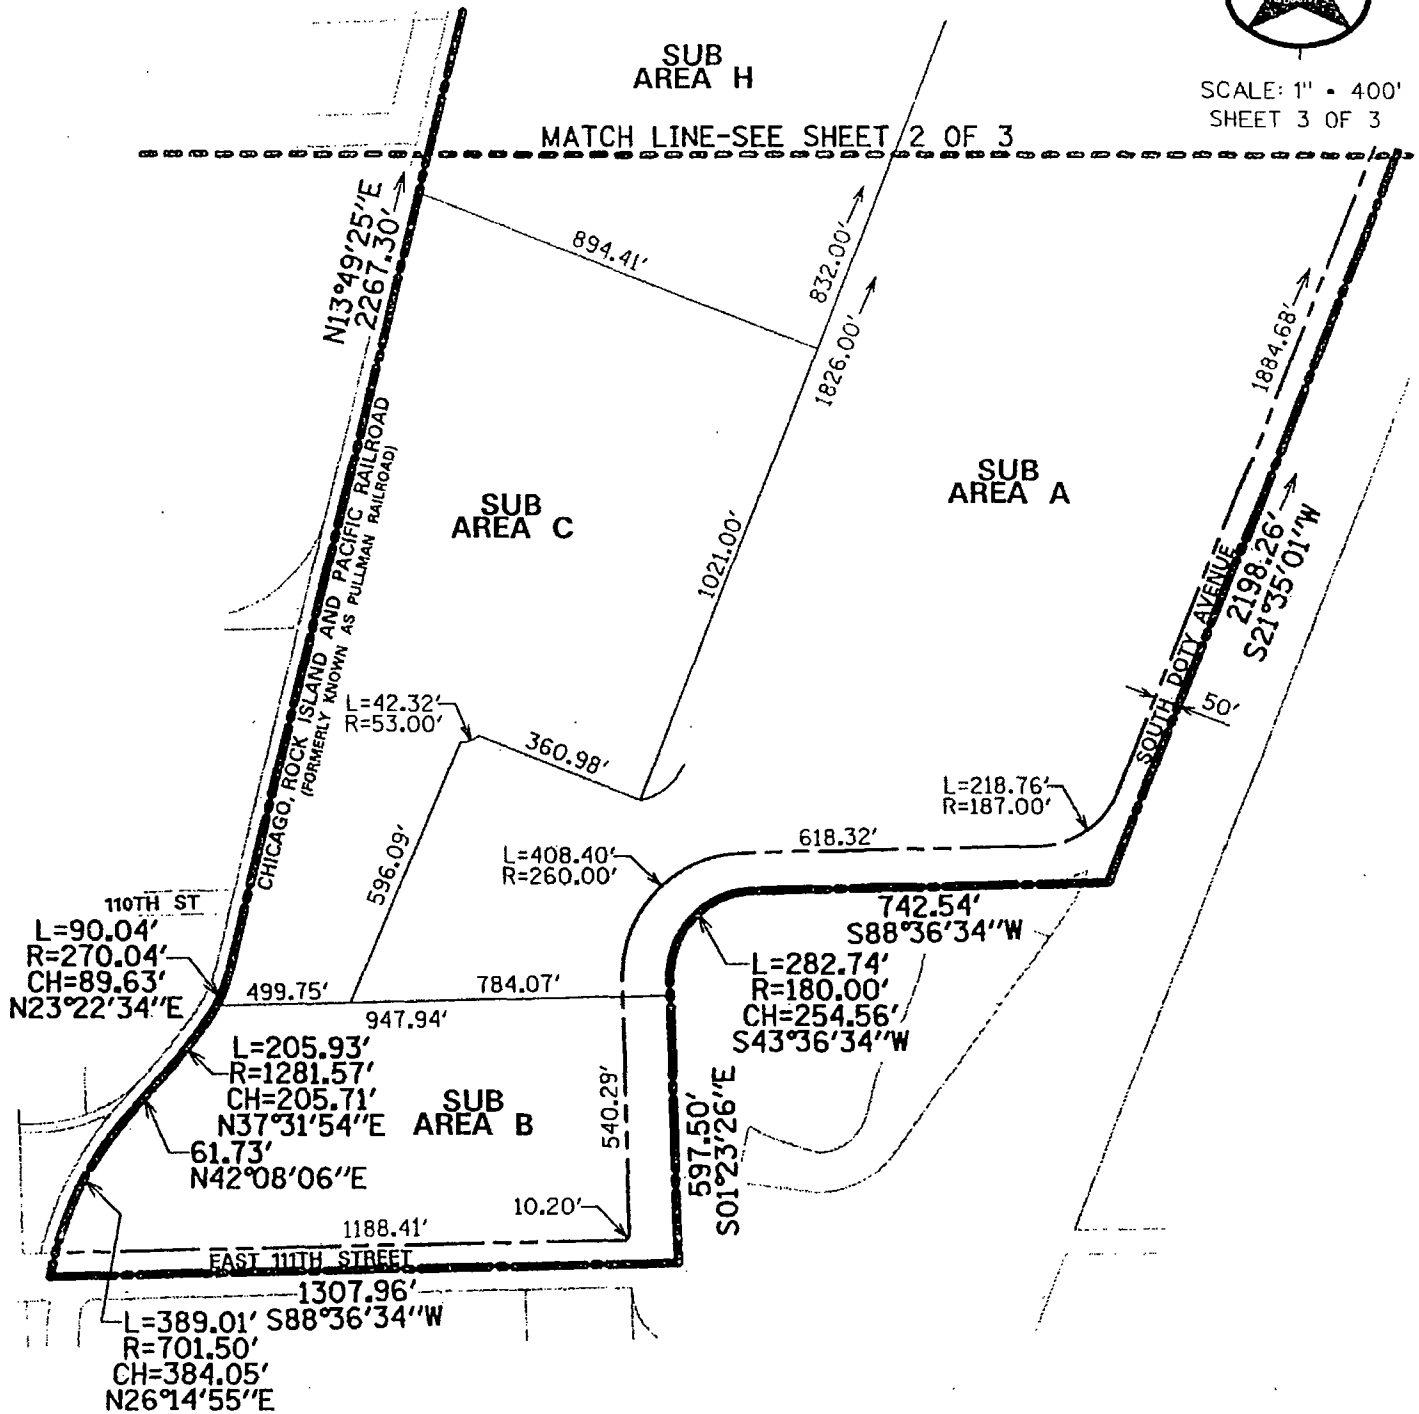 SUB
AREA H
SCALE: 1" = 400'
SHEET 3 OF 3
MATCH LINE-SEE SHEET 2 OF 3
N13°49'25"E
2267.30'
894.41'
832.00'
1826.00'
1884.68'
SUB
AREA A
SUB
AREA C
1021.00'
CHICAGO, ROCK ISLAND AND PACIFIC RAILROAD
(FORMERLY KNOWN AS PULLMAN RAILROAD)
2198.26'
S21°35'01"W
SOUTH DOTY AVENUE
50'
L=42.32'
R=53.00'
360.98'
L=218.76'
R=187.00'
618.32'
L=408.40'
R=260.00'
596.09'
110TH ST
L=90.04'
R=270.04'
CH=89.63'
N23°22'34"E
742.54'
S88°36'34"W
499.75'
784.07'
947.94'
L=282.74'
R=180.00'
CH=254.56'
S43°36'34"W
L=205.93'
R=1281.57'
CH=205.71'
N37°31'54"E
SUB
AREA B
540.29'
597.50'
S01°23'26"E
61.73'
N42°08'06"E
10.20'
1188.41'
EAST 111TH STREET
1307.96'
S88°36'34"W
L=389.01'
R=701.50'
CH=384.05'
N26°14'55"E